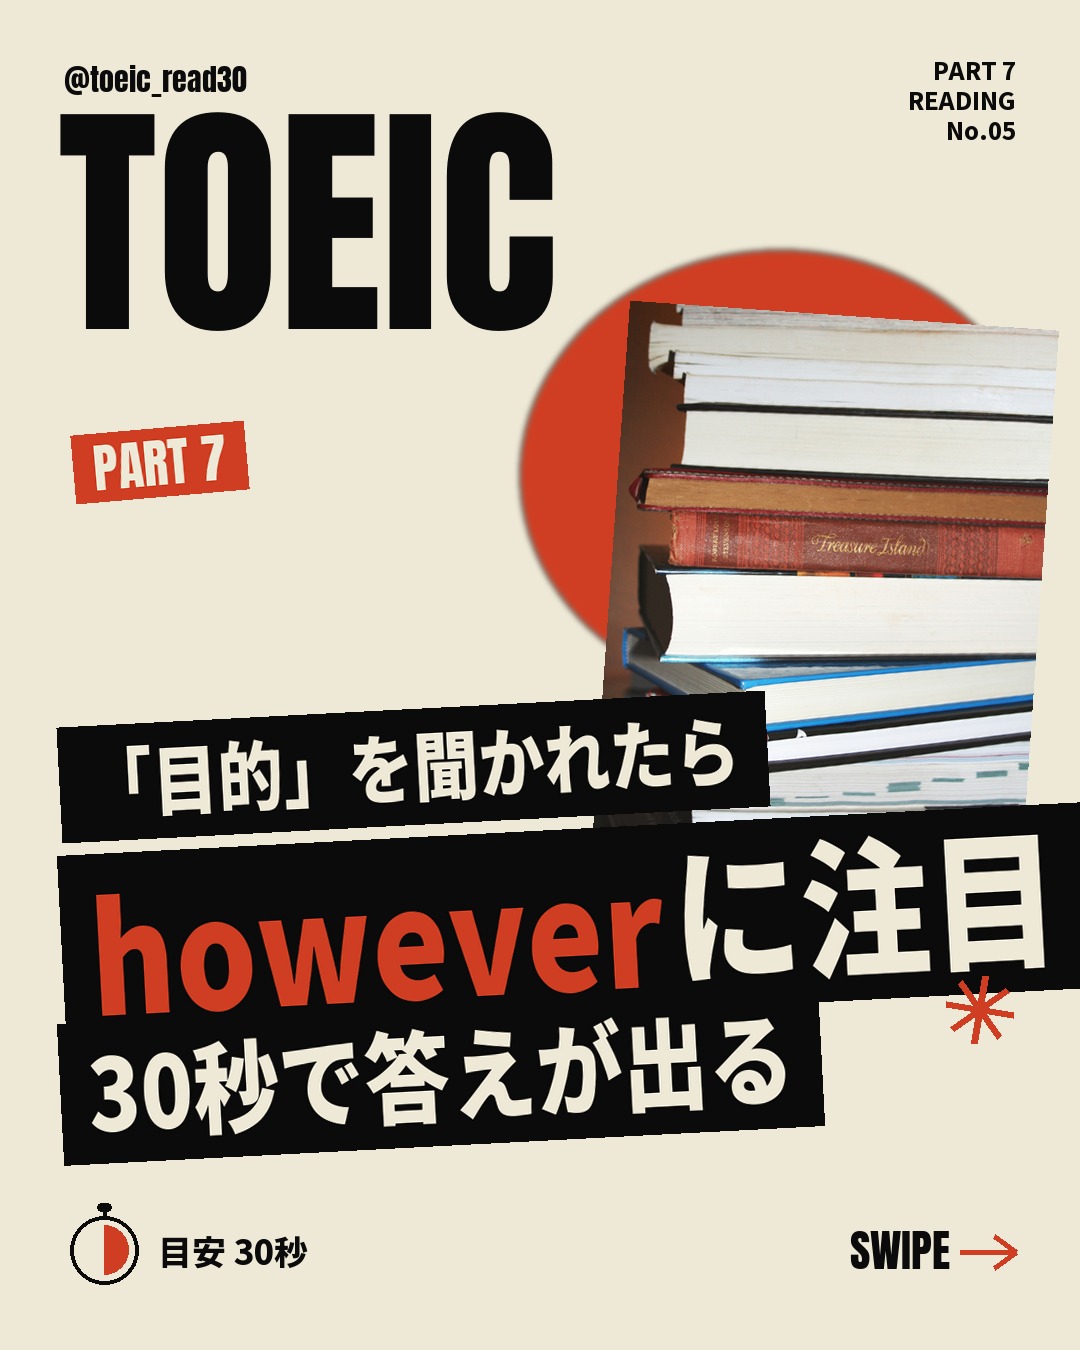 @toeic_read30
PART 7
READING
No.05
TOEIC
PART 7
Treasure Island
「目的」を聞かれたら
howeverに注目
30秒で答えが出る
目安 30秒
SWIPE